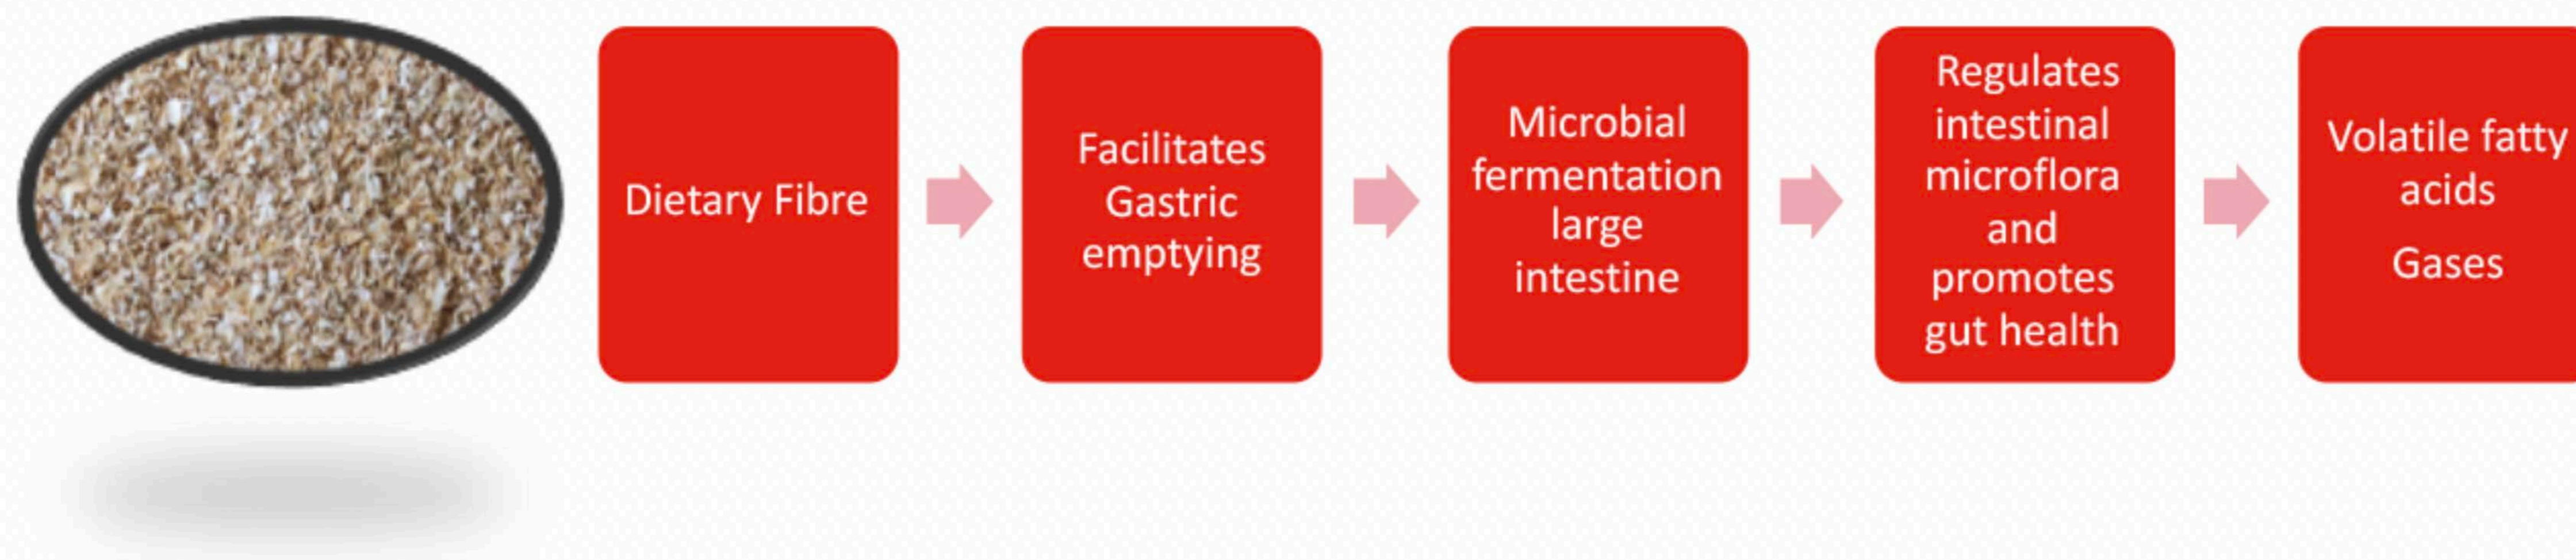 Dietary Fibre
Facilitates
Gastric
emptying
Microbial
fermentation
large
intestine
Regulates
intestinal
microflora
and
promotes
gut health
Volatile fatty
acids
Gases